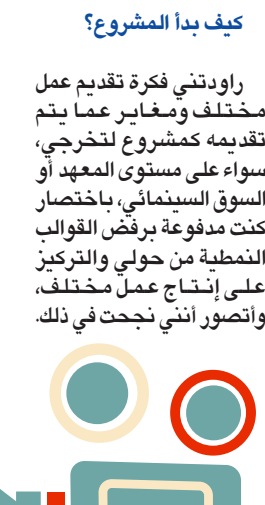 كيف بدأ المشروع؟
راودتني فكرة تقديم عمل
مختلف ومغاير عما يتم
تقديمه كمشروع لتخرجي،
سواء على مستوى المعهد أو
السوق السينمائي، باختصار
كنت مدفوعة برفض القوالب
النمطية من حولي والتركيز
على إنتاج عمل مختلف،
وأتصور أنني نجحت في ذلك.